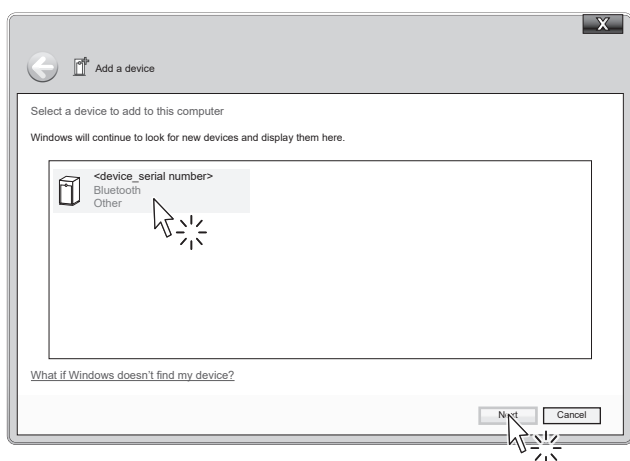 X
Add a device
Select a device to add to this computer
Windows will continue to look for new devices and display them here.
<device_serial number>
Bluetooth
Other
What if Windows doesn't find my device?
Next Cancel